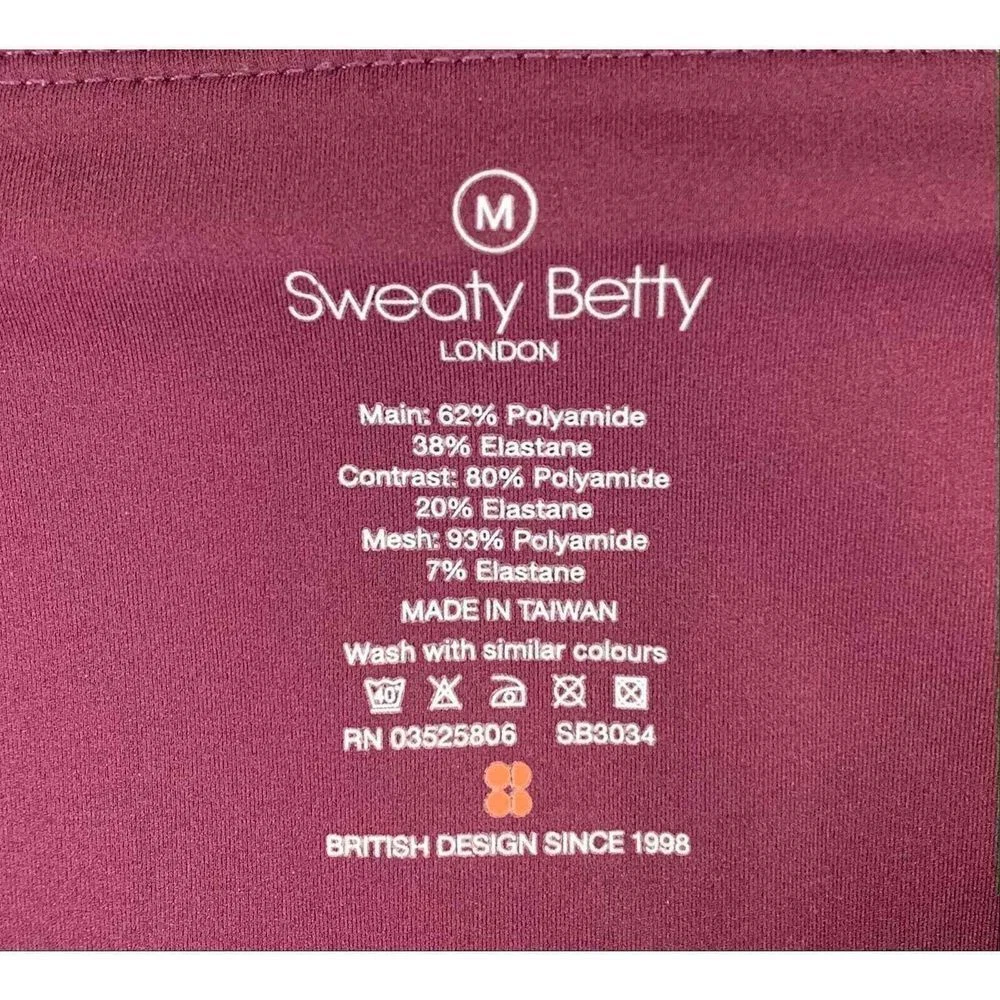 M
Sweaty Betty
LONDON
Main: 62% Polyamide
38% Elastane
Contrast: 80% Polyamide
20% Elastane
Mesh: 93% Polyamide
7% Elastane
MADE IN TAIWAN
Wash with similar colours
40°
RN 03525806 SB3034
BRITISH DESIGN SINCE 1998